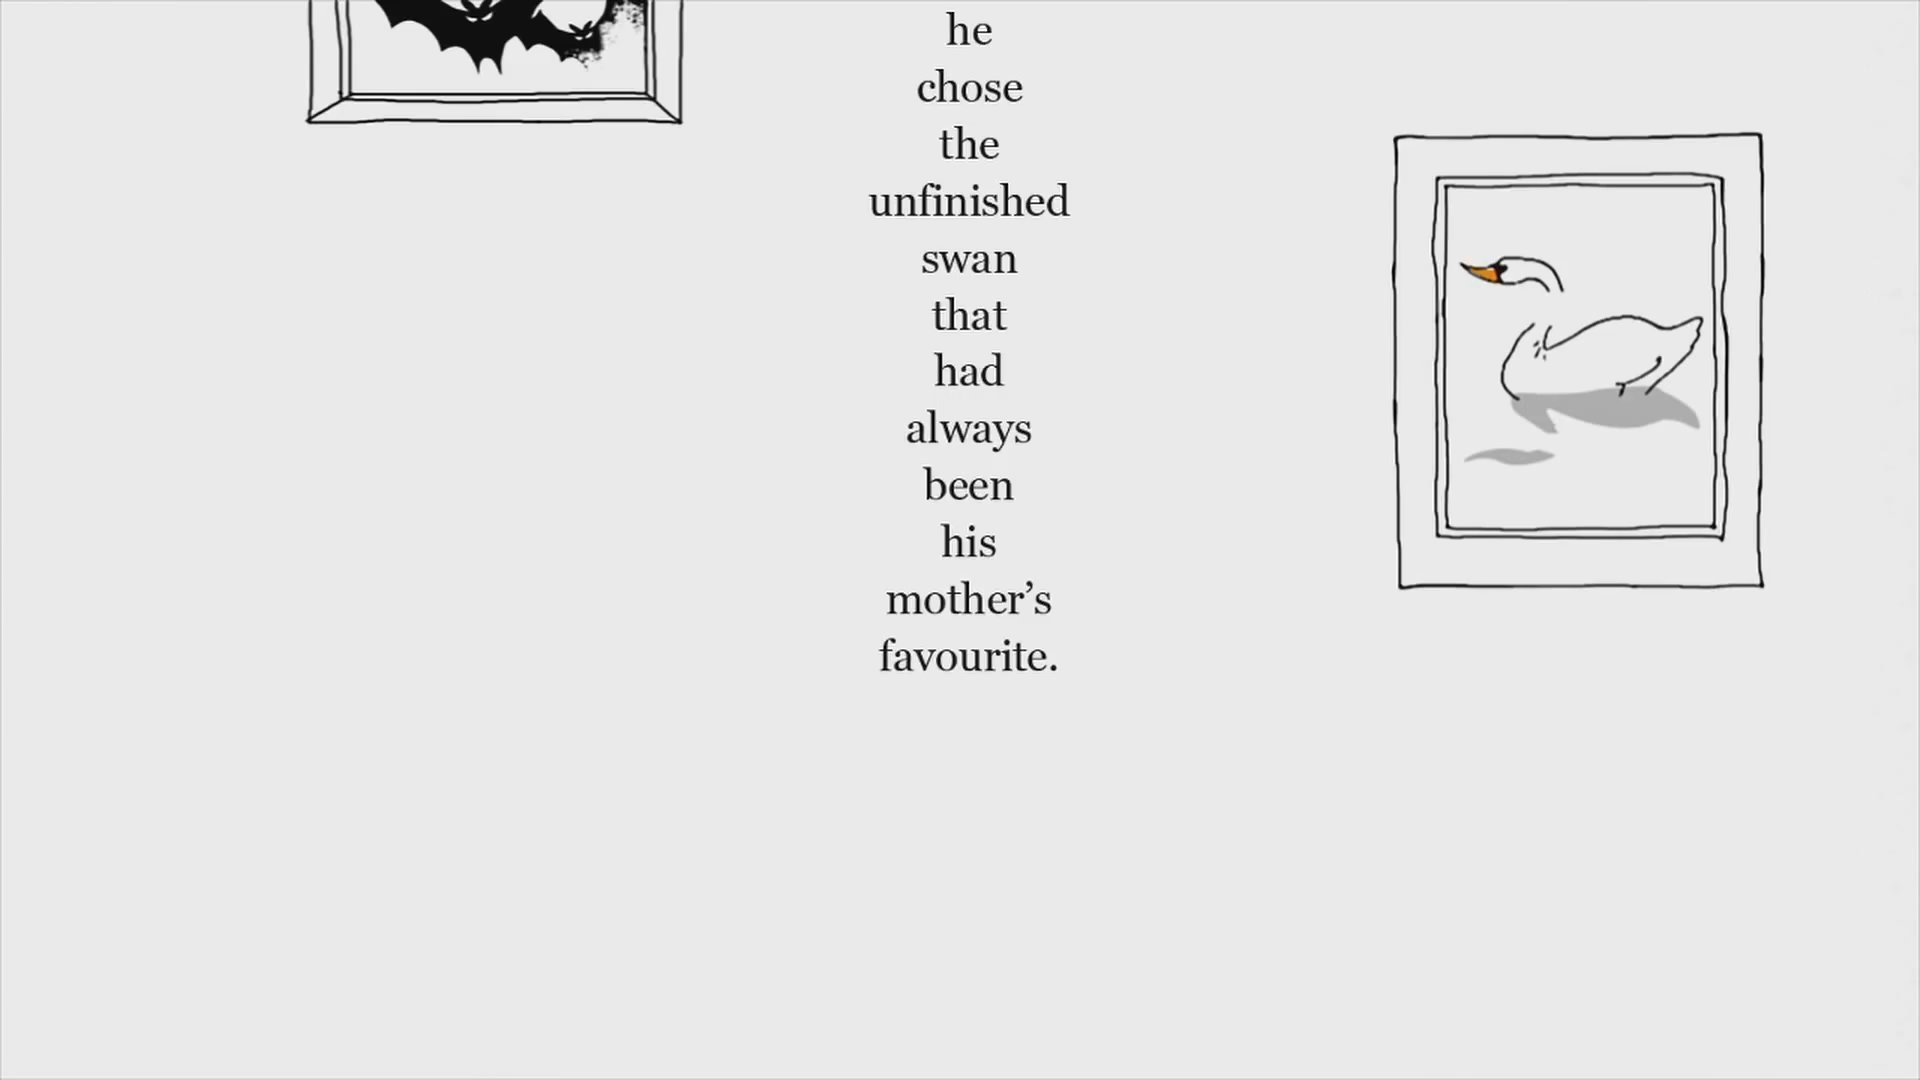 he
chose
the
unfinished
swan
that
had
always
been
his
mother’s
favourite.